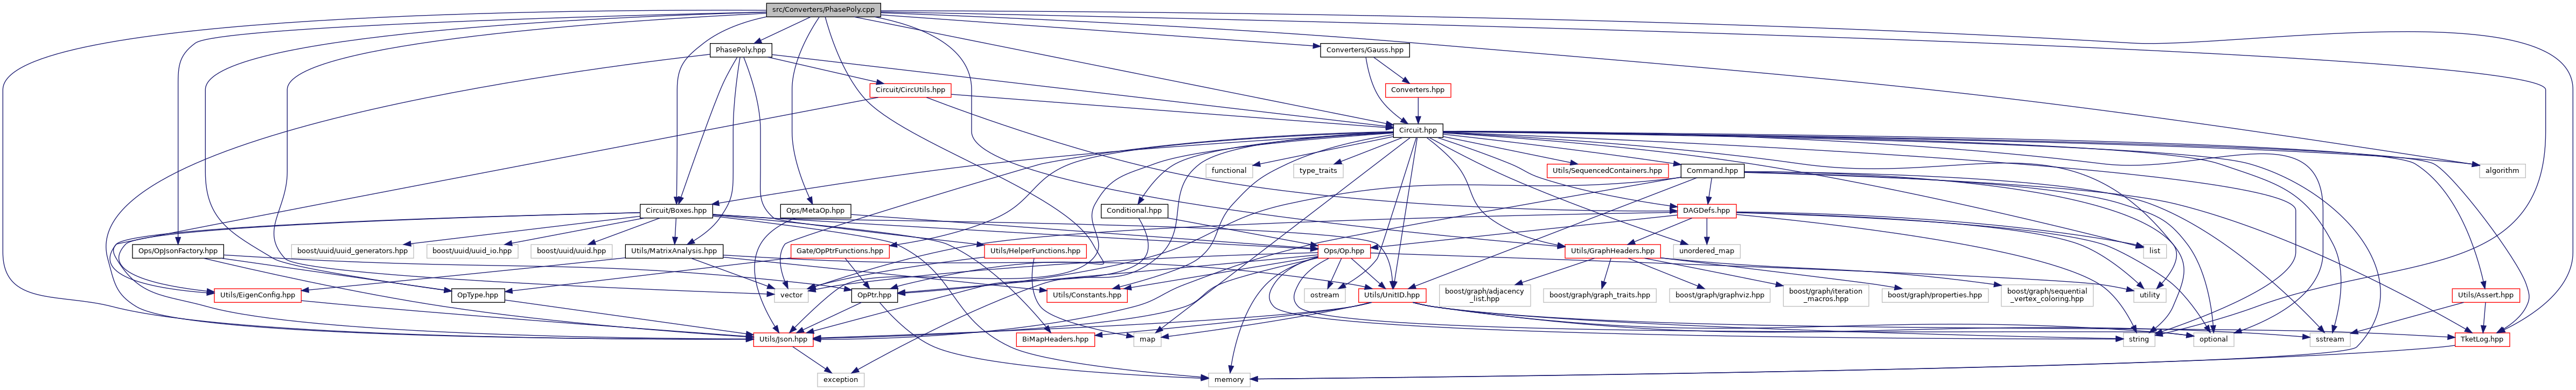 src/Converters/PhasePoly.cpp
PhasePoly.hpp
Converters/Gauss.hpp
Circuit/CircUtils.hpp
Converters.hpp
Circuit.hpp
functional
type_traits
Utils/SequencedContainers.hpp
Command.hpp
algorithm
Circuit/Boxes.hpp
Ops/MetaOp.hpp
Conditional.hpp
DAGDefs.hpp
Ops/OpJsonFactory.hpp
boost/uuid/uuid_generators.hpp
boost/uuid/uuid_io.hpp
boost/uuid/uuid.hpp
Utils/MatrixAnalysis.hpp
Gate/OpPtrFunctions.hpp
Utils/HelperFunctions.hpp
Ops/Op.hpp
Utils/GraphHeaders.hpp
unordered_map
list
Utils/EigenConfig.hpp
OpType.hpp
vector
OpPtr.hpp
Utils/Constants.hpp
ostream
Utils/UnitID.hpp
boost/graph/adjacency
_list.hpp
boost/graph/graph_traits.hpp
boost/graph/graphviz.hpp
boost/graph/iteration
_macros.hpp
boost/graph/properties.hpp
boost/graph/sequential
_vertex_coloring.hpp
utility
Utils/Assert.hpp
Utils/Json.hpp
BiMapHeaders.hpp
map
string
optional
sstream
TketLog.hpp
exception
memory